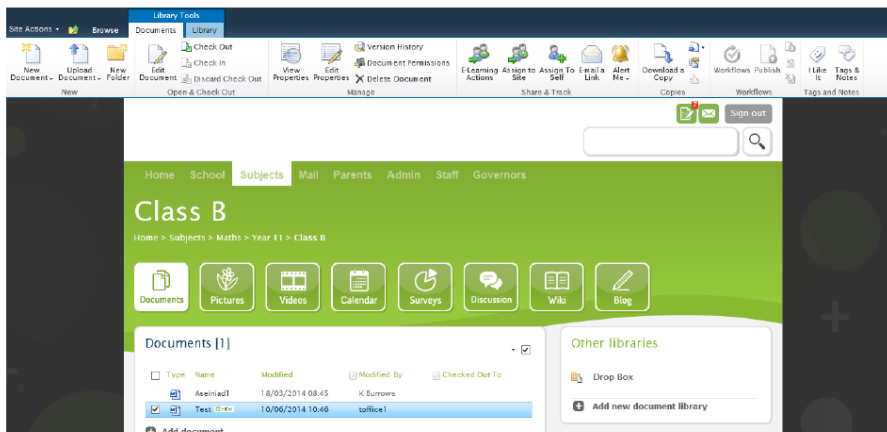 Library Tools
Site Actions Browse Documents Library
New Document Upload Document New Folder
Edit Document Check Out Check In Discard Check Out
View Properties Edit Properties Version History Document Permissions Delete Document
E-Learning Actions Assign to Site Assign To Self E-mail a Link Alert Me
Download a Copy
Workflows Publish
I Like It Tags & Notes
New Open & Check Out Manage Share & Track Copies Workflows Tags and Notes
Sign out
Home School Subjects Mail Parents Admin Staff Governors
Class B
Home > Subjects > Maths > Year 11 > Class B
Documents Pictures Videos Calendar Surveys Discussion Wiki Blog
Documents [1]
Other libraries
Type Name Modified Modified By Checked Out To
Drop Box
Aseiniad1 18/03/2014 08:45 K Burrows
Test NEW 10/06/2014 10:46 toffice1
Add new document library
Add document